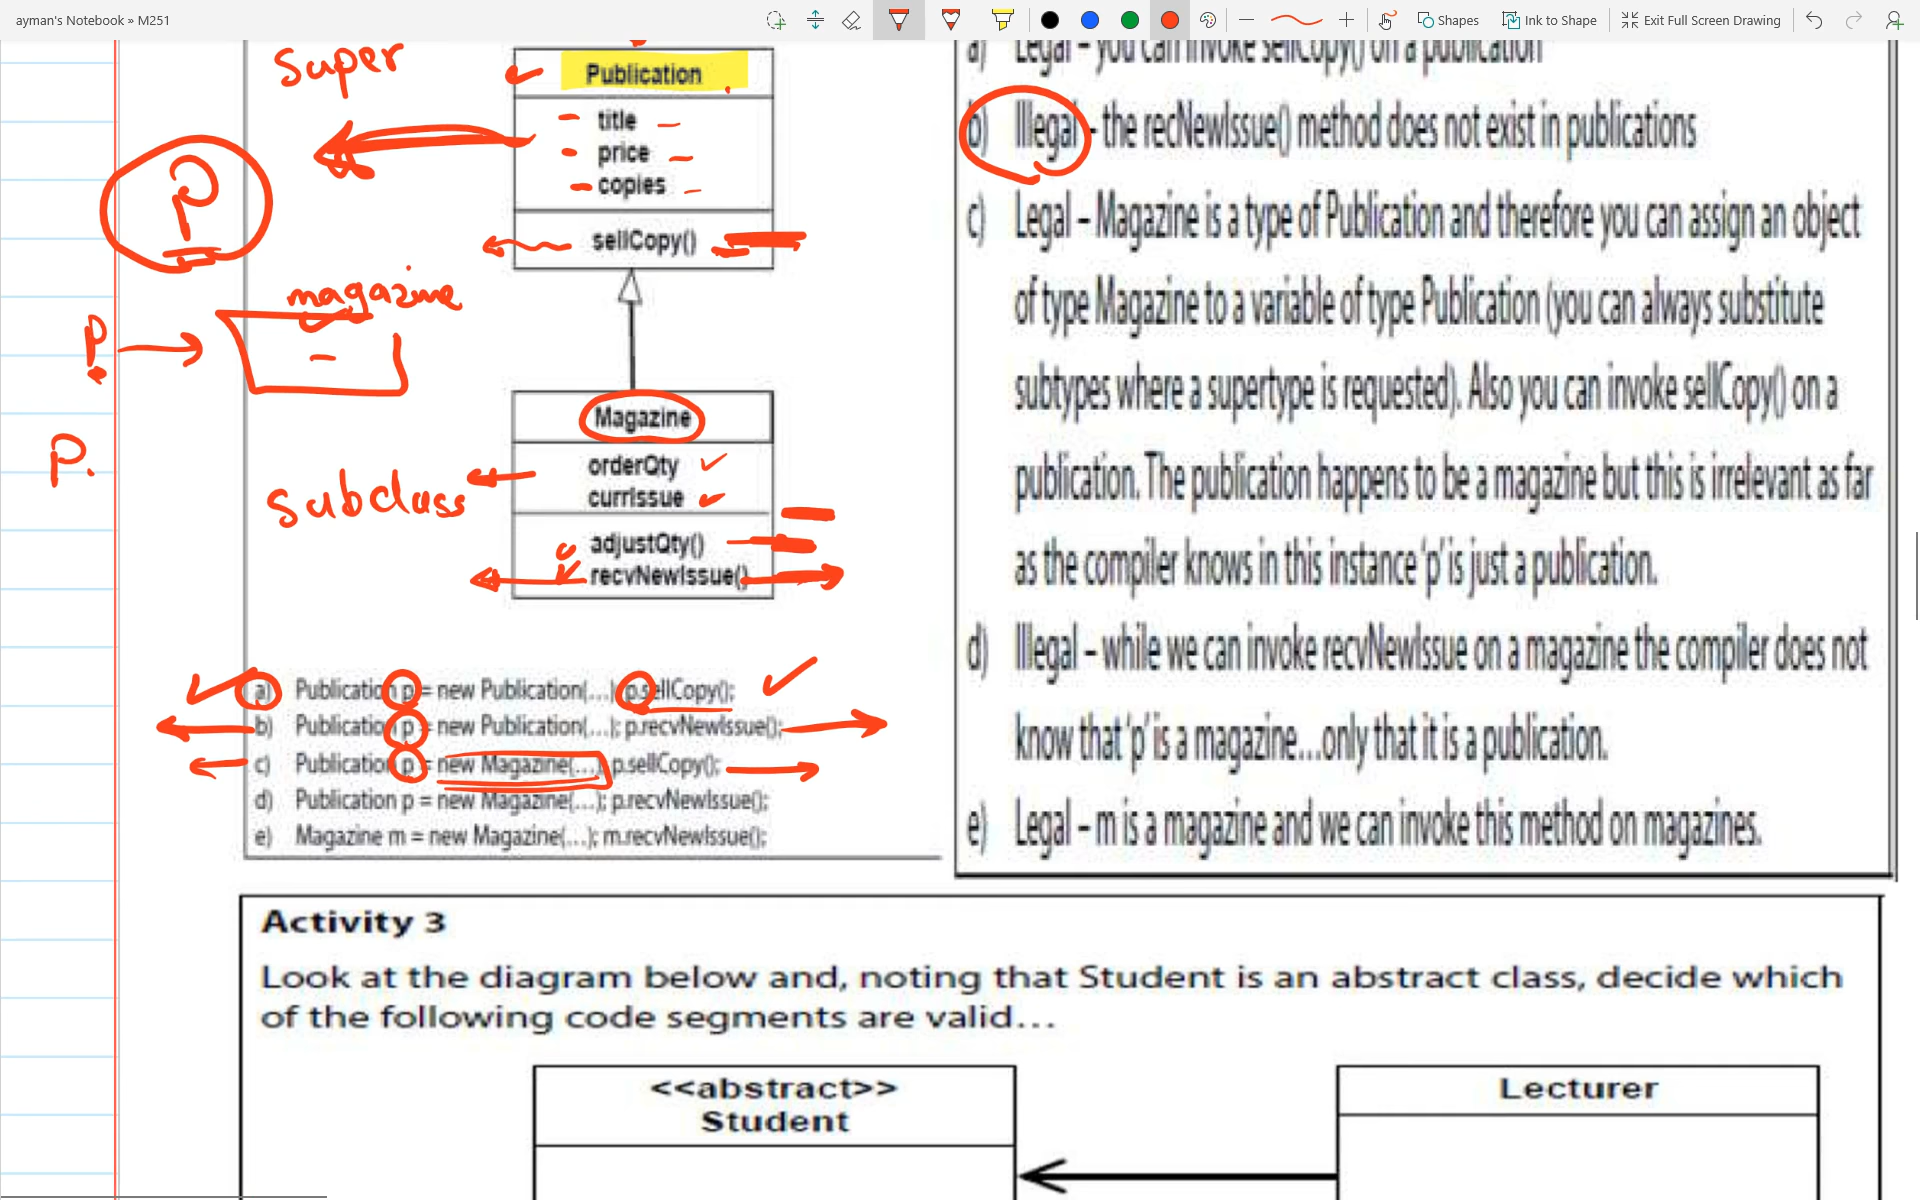 ayman's Notebook » M251
Shapes
Ink to Shape
Exit Full Screen Drawing
super
Publication
title
price
copies
sellCopy()
p
magazine
p
p.
Magazine
orderQty
currIssue
adjustQty()
recvNewIssue()
subclass
a) Publication p = new Publication(...); p.sellCopy();
b) Publication p = new Publication(...); p.recvNewIssue();
c) Publication p = new Magazine(...); p.sellCopy();
d) Publication p = new Magazine(...); p.recvNewIssue();
e) Magazine m = new Magazine(...); m.recvNewIssue();
a) Legal – you can invoke sellCopy() on a publication
b) Illegal – the recNewIssue() method does not exist in publications
c) Legal – Magazine is a type of Publication and therefore you can assign an object
of type Magazine to a variable of type Publication (you can always substitute
subtypes where a supertype is requested). Also you can invoke sellCopy() on a
publication. The publication happens to be a magazine but this is irrelevant as far
as the compiler knows in this instance 'p' is just a publication.
d) Illegal – while we can invoke recvNewIssue on a magazine the compiler does not
know that 'p' is a magazine...only that it is a publication.
e) Legal – m is a magazine and we can invoke this method on magazines.
Activity 3
Look at the diagram below and, noting that Student is an abstract class, decide which
of the following code segments are valid...
<<abstract>>
Student
Lecturer